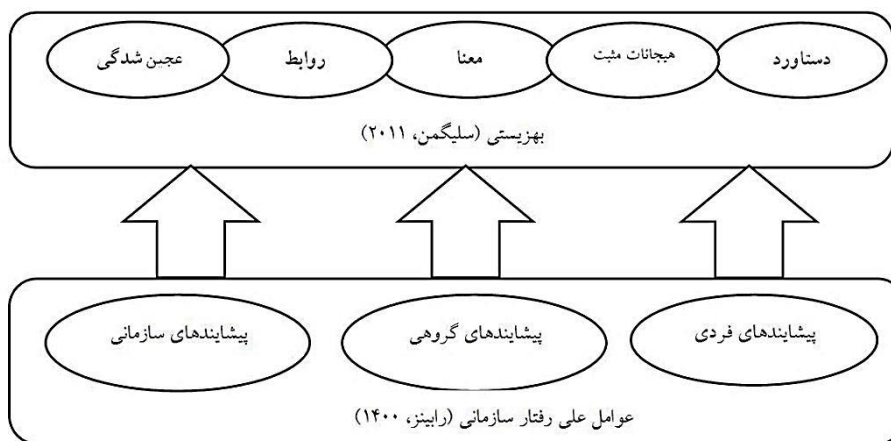 دستاورد
هیجانات مثبت
معنا
روابط
عجین شدگی
بهزیستی (سلیگمن، ۲۰۱۱)
پیشایندهای فردی
پیشایندهای گروهی
پیشایندهای سازمانی
عوامل علی رفتار سازمانی (رابینز، ۱۴۰۰)